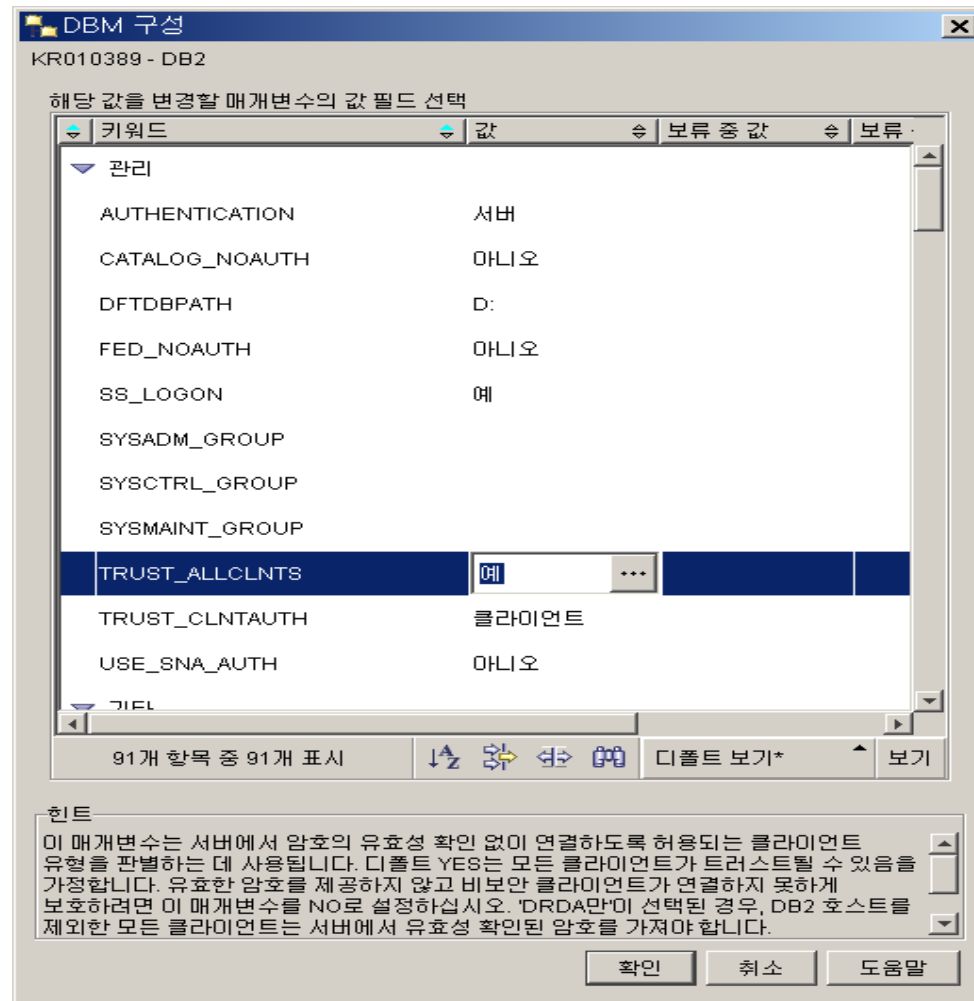 DBM 구성
KR010389 - DB2
해당 값을 변경할 매개변수의 값 필드 선택
키워드 값 보류 중 값 보류
관리
AUTHENTICATION 서버
CATALOG_NOAUTH 아니오
DFTDBPATH D:
FED_NOAUTH 아니오
SS_LOGON 예
SYSADM_GROUP
SYSCTRL_GROUP
SYSMAINT_GROUP
TRUST_ALLCLNTS 예 ...
TRUST_CLNTAUTH 클라이언트
USE_SNA_AUTH 아니오
기타
91개 항목 중 91개 표시 디폴트 보기* 보기
힌트
이 매개변수는 서버에서 암호의 유효성 확인 없이 연결하도록 허용되는 클라이언트
유형을 판별하는 데 사용됩니다. 디폴트 YES는 모든 클라이언트가 트러스트될 수 있음을
가정합니다. 유효한 암호를 제공하지 않고 비보안 클라이언트가 연결하지 못하게
보호하려면 이 매개변수를 NO로 설정하십시오. 'DRDA만'이 선택된 경우, DB2 호스트를
제외한 모든 클라이언트는 서버에서 유효성 확인된 암호를 가져야 합니다.
확인 취소 도움말